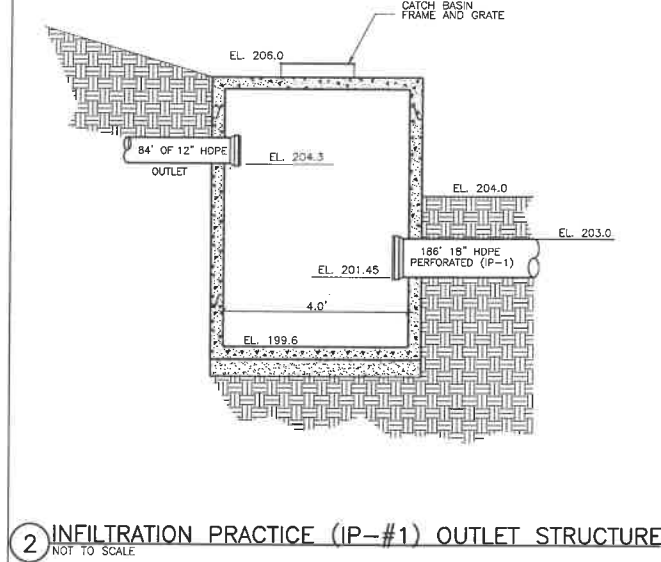 CATCH BASIN
FRAME AND GRATE
EL. 206.0
84' OF 12" HDPE
OUTLET
EL. 204.3
EL. 204.0
EL. 203.0
186' 18" HDPE
PERFORATED (IP-1)
EL. 201.45
4.0'
EL. 199.6
2 INFILTRATION PRACTICE (IP-#1) OUTLET STRUCTURE
NOT TO SCALE